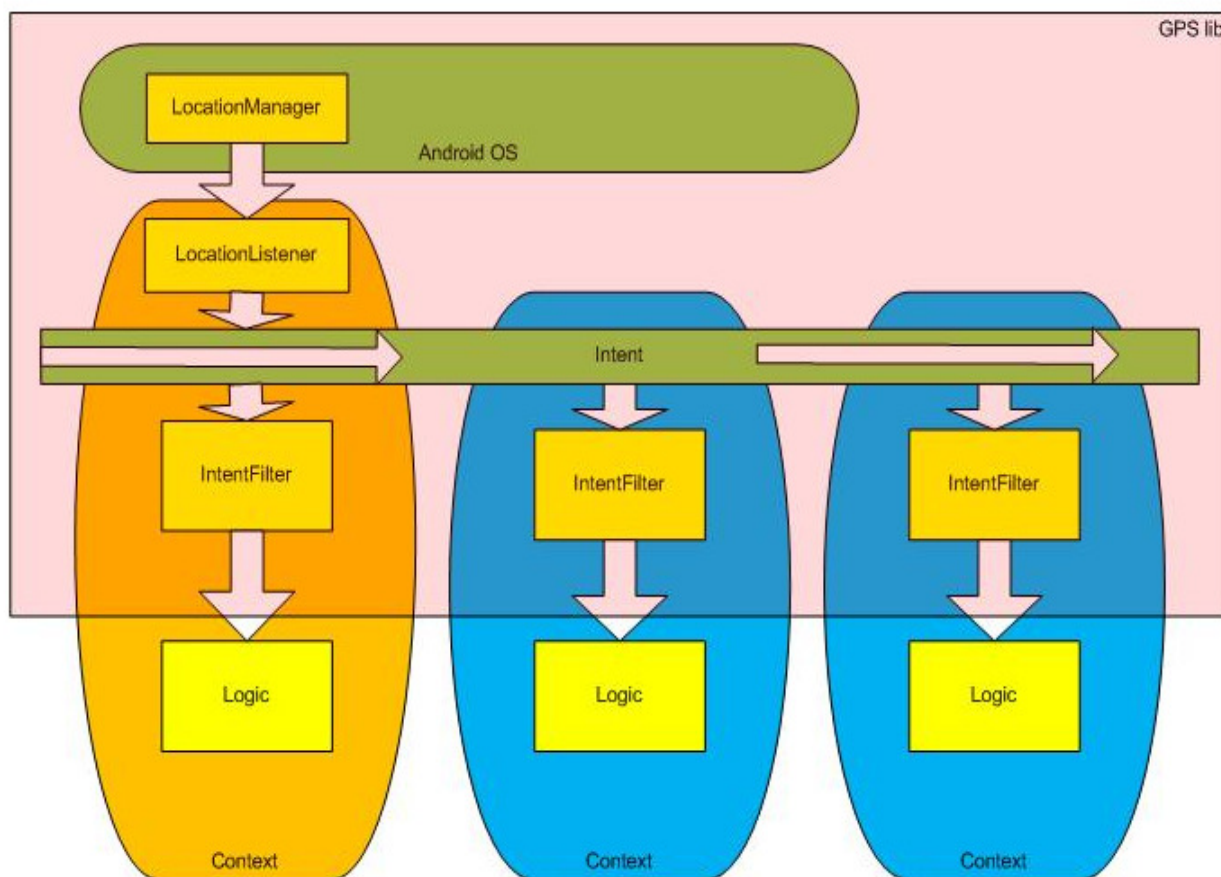 GPS lib
LocationManager
Android OS
LocationListener
Intent
IntentFilter
IntentFilter
IntentFilter
Logic
Logic
Logic
Context
Context
Context